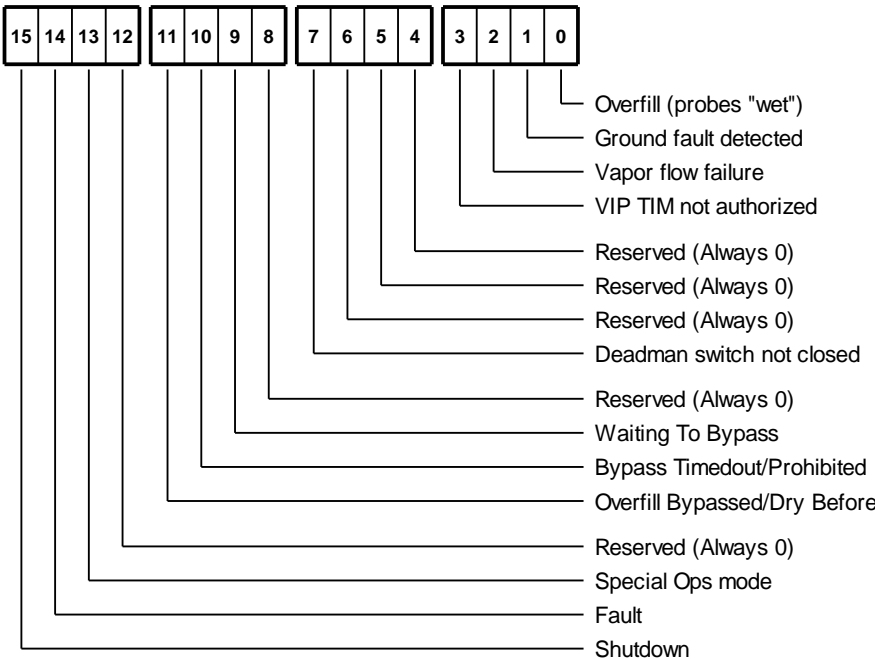 15 14 13 12 11 10 9 8 7 6 5 4 3 2 1 0
Overfill (probes "wet")
Ground fault detected
Vapor flow failure
VIP TIM not authorized
Reserved (Always 0)
Reserved (Always 0)
Reserved (Always 0)
Deadman switch not closed
Reserved (Always 0)
Waiting To Bypass
Bypass Timedout/Prohibited
Overfill Bypassed/Dry Before
Reserved (Always 0)
Special Ops mode
Fault
Shutdown